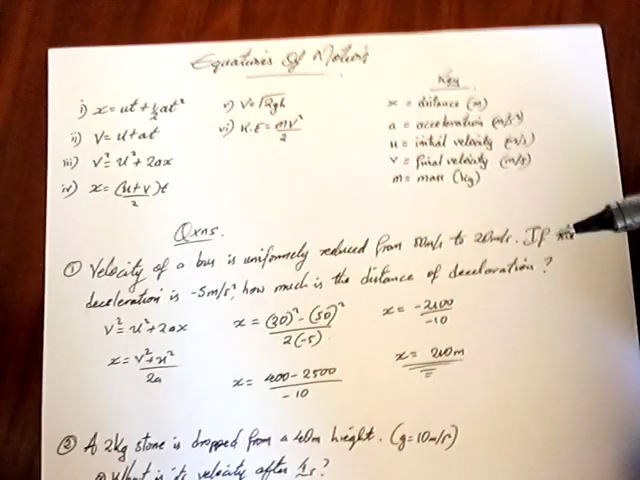 Equations Of Motion
i) x = ut + ½at²
ii) V = u + at
iii) V² = u² + 2ax
iv) x = (u+v)t/2
v) V = √2gh
vi) K.E = mv²/2
Key
x = distance (m)
a = acceleration (m/s²)
u = initial velocity (m/s)
v = final velocity (m/s)
m = mass (kg)
Qxns.
① Velocity of a bus is uniformely reduced from 50m/s to 20m/s. If
deceleration is -5m/s², how much is the distance of deceloration?
V² = u² + 2ax
x = V² + u²/2a
x = (20)² - (50)²/2(-5)
x = 400 - 2500/-10
x = -2100/-10
x = 210m
② A 2kg stone is dropped from a 40m hieght. (g=10m/s²)
a) What is its velocity after 1s?